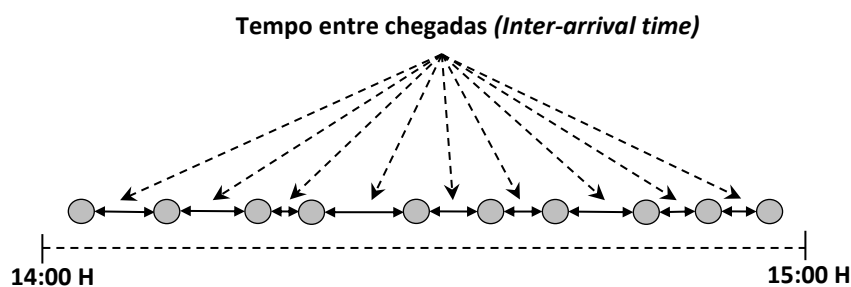 Tempo entre chegadas (Inter-arrival time)
14:00 H
15:00 H